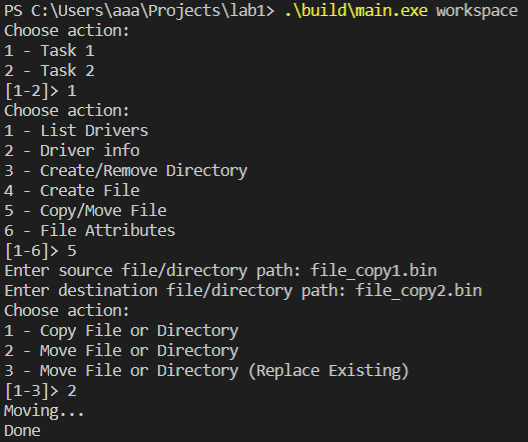 PS C:\Users\aaa\Projects\lab1> .\build\main.exe workspace
Choose action:
1 - Task 1
2 - Task 2
[1-2]> 1
Choose action:
1 - List Drivers
2 - Driver info
3 - Create/Remove Directory
4 - Create File
5 - Copy/Move File
6 - File Attributes
[1-6]> 5
Enter source file/directory path: file_copy1.bin
Enter destination file/directory path: file_copy2.bin
Choose action:
1 - Copy File or Directory
2 - Move File or Directory
3 - Move File or Directory (Replace Existing)
[1-3]> 2
Moving...
Done